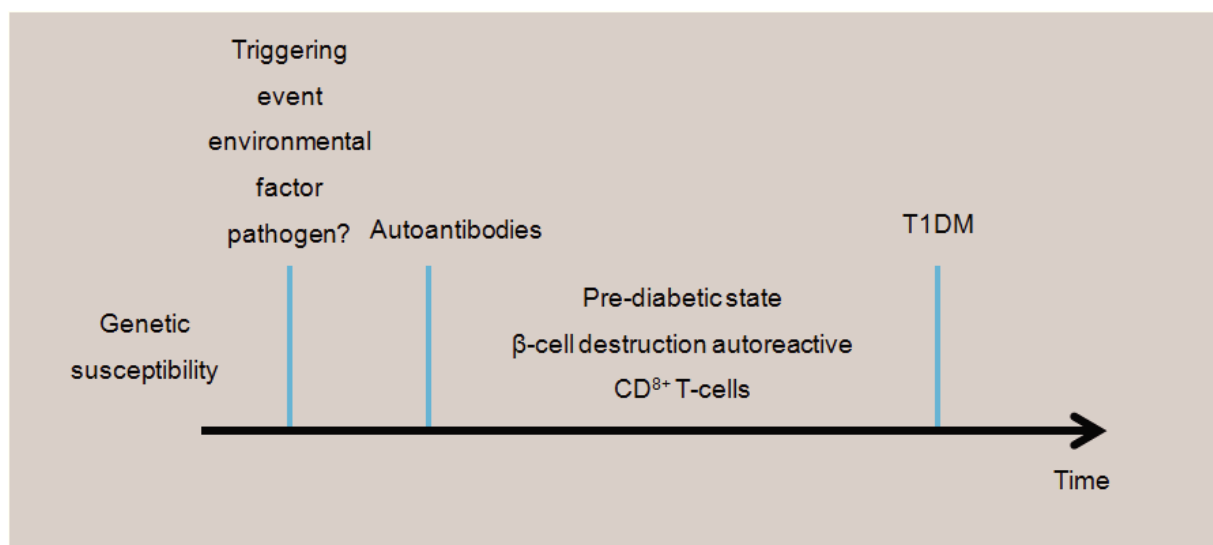 Triggering
event
environmental
factor
pathogen?
Autoantibodies
T1DM
Genetic
susceptibility
Pre-diabetic state
β-cell destruction autoreactive
CD⁸⁺ T-cells
Time